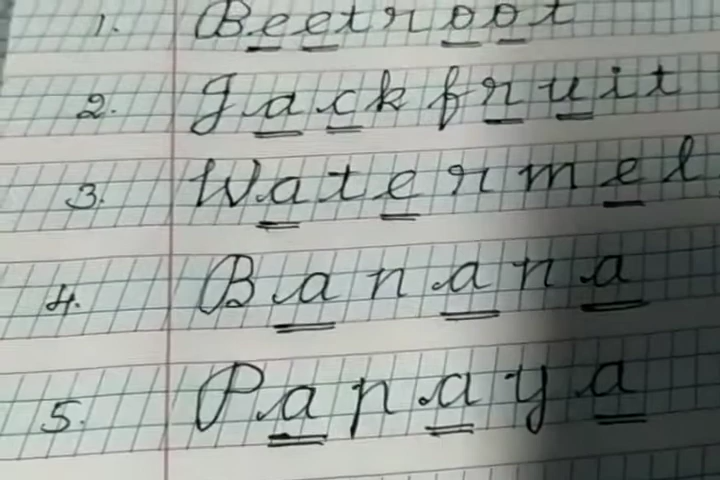 1. Beetroot
2. Jackfruit
3. Watermel
4. Banana
5. Papaya